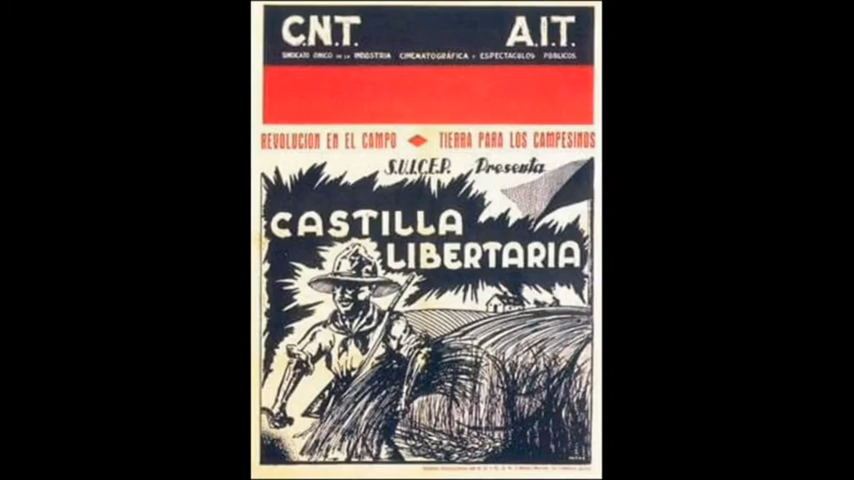 C.N.T. A.I.T.
SINDICATO ÚNICO DE LA INDUSTRIA CINEMATOGRÁFICA Y ESPECTÁCULOS PÚBLICOS
REVOLUCION EN EL CAMPO TIERRA PARA LOS CAMPESINOS
S.U.I.C.E.P. Presenta
CASTILLA
LIBERTARIA